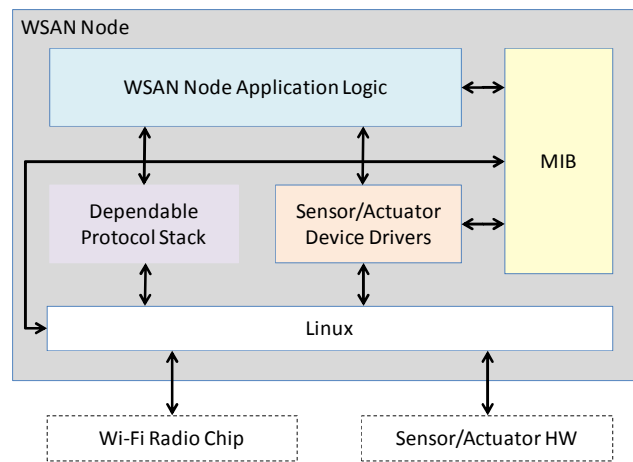 WSAN Node
WSAN Node Application Logic
MIB
Dependable
Protocol Stack
Sensor/Actuator
Device Drivers
Linux
Wi-Fi Radio Chip
Sensor/Actuator HW